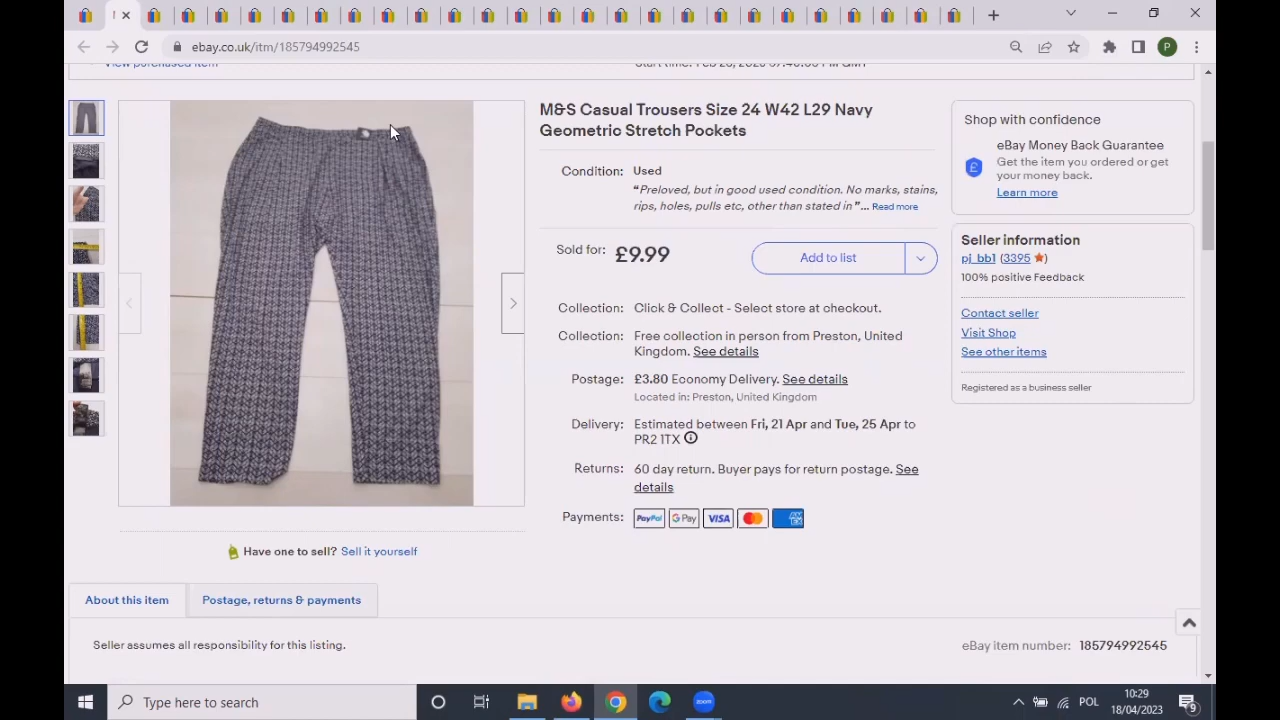 ebay.co.uk/itm/185794992545
P
View purchased item
M&S Casual Trousers Size 24 W42 L29 Navy
Geometric Stretch Pockets
Condition: Used
“Preloved, but in good used condition. No marks, stains,
rips, holes, pulls etc, other than stated in”... Read more
Sold for: £9.99
Add to list
Collection: Click & Collect - Select store at checkout.
Collection: Free collection in person from Preston, United
Kingdom. See details
Postage: £3.80 Economy Delivery. See details
Located in: Preston, United Kingdom
Delivery: Estimated between Fri, 21 Apr and Tue, 25 Apr to
PR2 1TX
Returns: 60 day return. Buyer pays for return postage. See
details
Payments: PayPal G Pay VISA
Shop with confidence
eBay Money Back Guarantee
Get the item you ordered or get
your money back.
Learn more
Seller information
pj_bb1 (3395)
100% positive Feedback
Contact seller
Visit Shop
See other items
Registered as a business seller
Have one to sell? Sell it yourself
About this item
Postage, returns & payments
Seller assumes all responsibility for this listing.
eBay item number: 185794992545
Type here to search
zoom
POL
10:29
18/04/2023
9